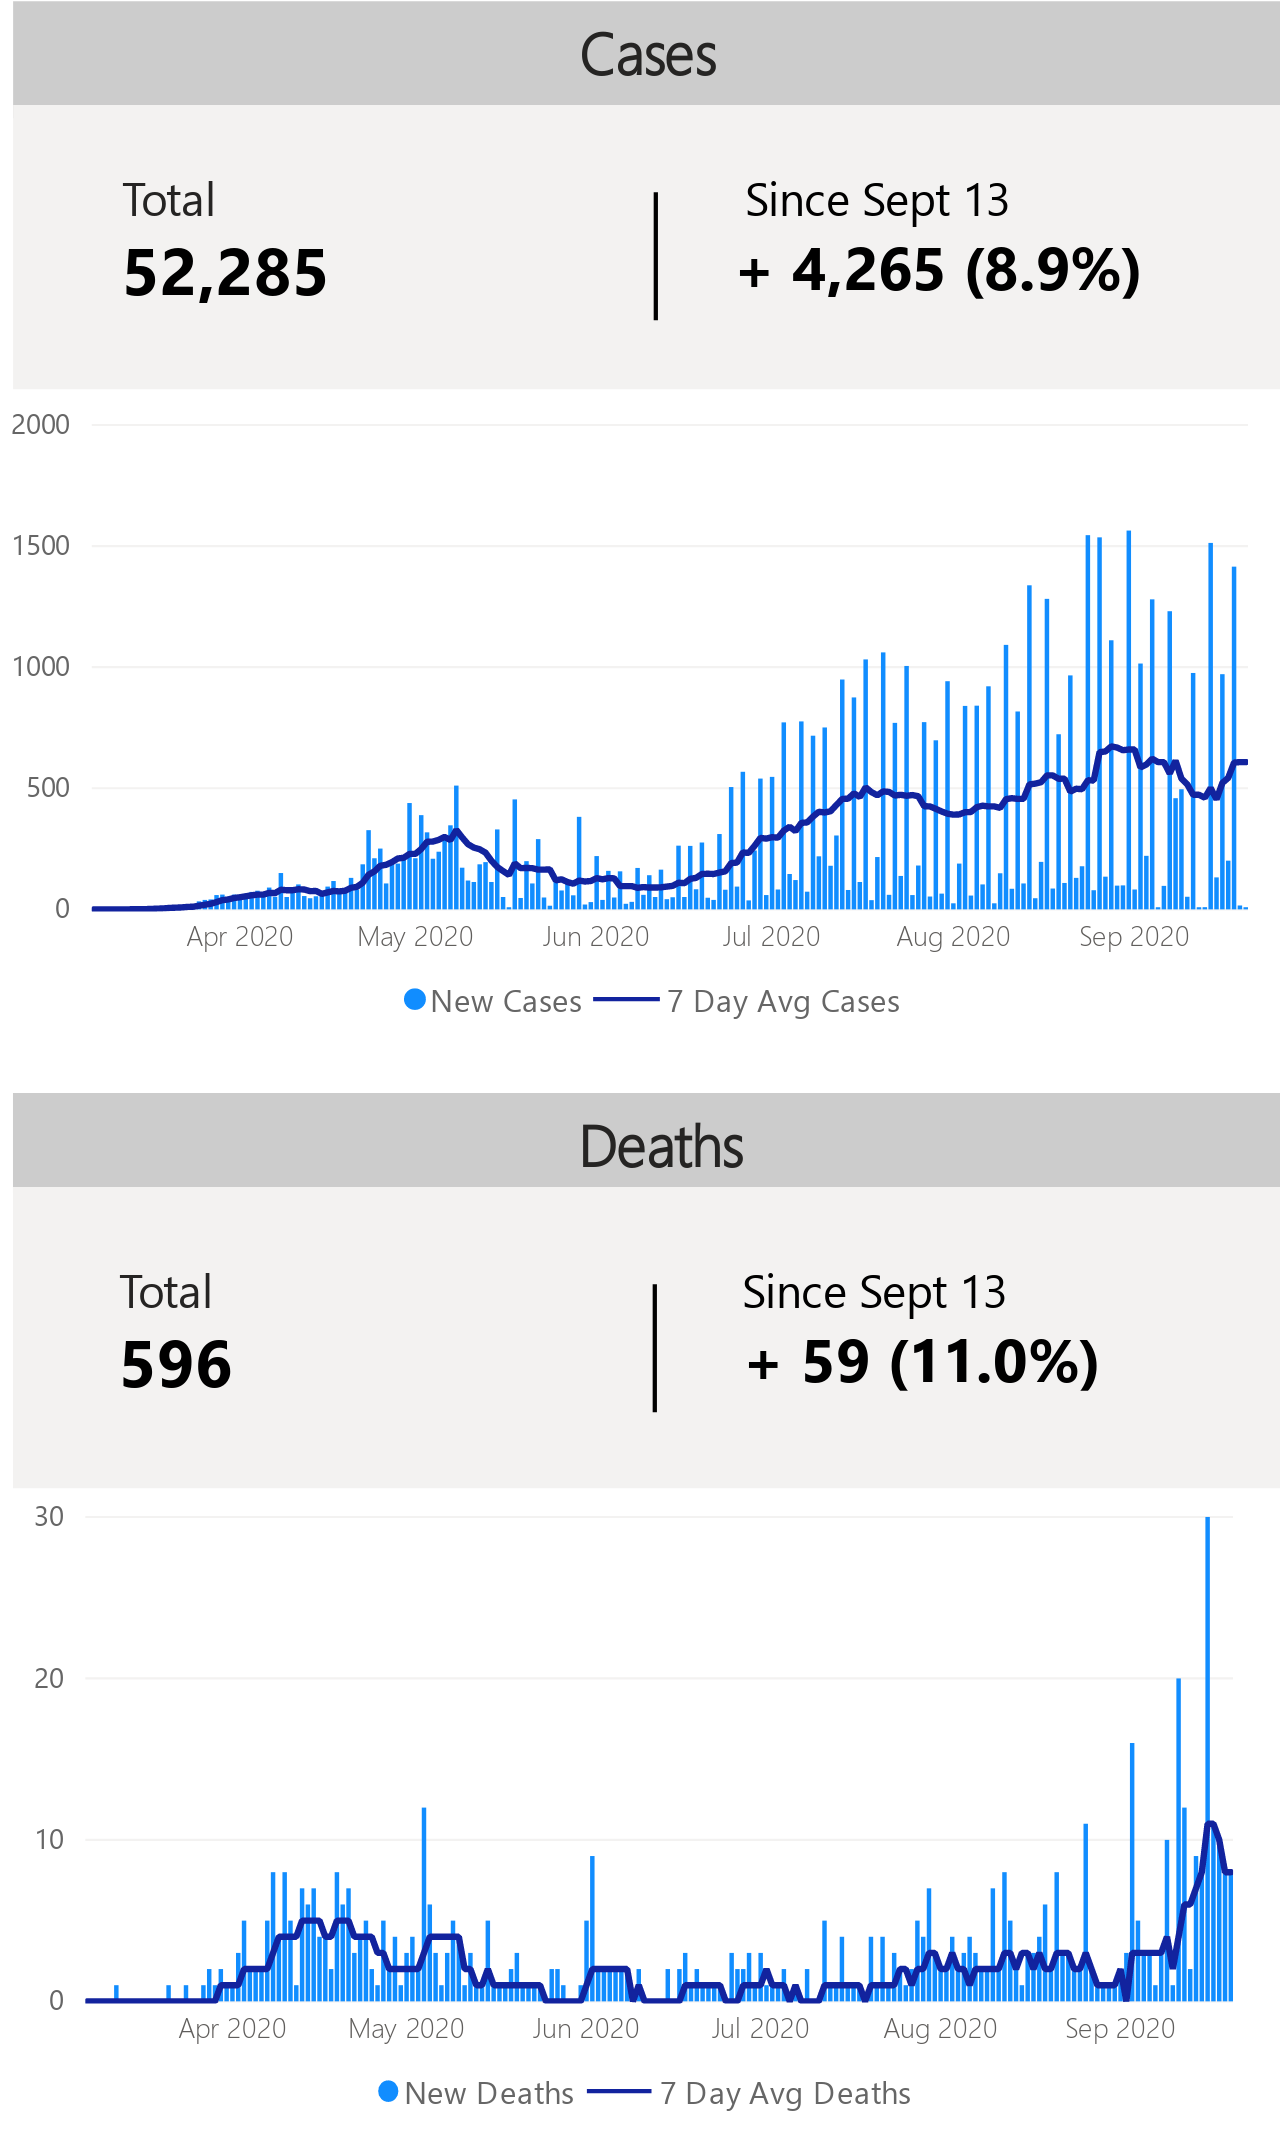 Cases
Total
Since Sept 13
52,285
+ 4,265 (8.9%)
2000
1500
1000
500
0
Apr 2020
May 2020
Jun 2020
Jul 2020
Aug 2020
Sep 2020
New Cases
7 Day Avg Cases
Deaths
Total
Since Sept 13
596
+ 59 (11.0%)
30
20
10
0
Apr 2020
May 2020
Jun 2020
Jul 2020
Aug 2020
Sep 2020
New Deaths
7 Day Avg Deaths